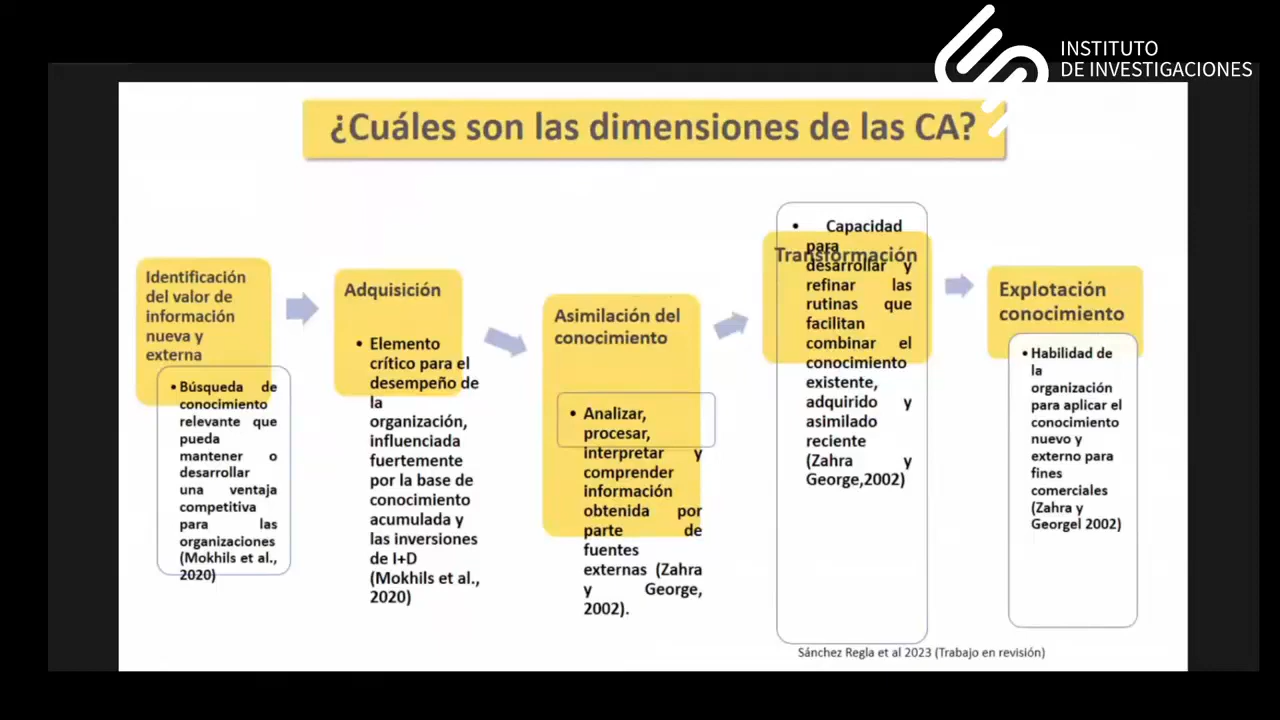 INSTITUTO
DE INVESTIGACIONES
¿Cuáles son las dimensiones de las CA?
Identificación
del valor de
información
nueva y
externa
• Búsqueda de
conocimiento
relevante que
pueda
mantener o
desarrollar
una ventaja
competitiva
para las
organizaciones
(Mokhils et al.,
2020)
Adquisición
• Elemento
crítico para el
desempeño de
la
organización,
influenciada
fuertemente
por la base de
conocimiento
acumulada y
las inversiones
de I+D
(Mokhils et al.,
2020)
Asimilación del
conocimiento
• Analizar,
procesar,
interpretar y
comprender
información
obtenida por
parte de
fuentes
externas (Zahra
y George,
2002).
Transformación
• Capacidad
para
desarrollar y
refinar las
rutinas que
facilitan
combinar el
conocimiento
existente,
adquirido y
asimilado
reciente
(Zahra y
George,2002)
Explotación
conocimiento
• Habilidad de
la
organización
para aplicar el
conocimiento
nuevo y
externo para
fines
comerciales
(Zahra y
Georgel 2002)
Sánchez Regla et al 2023 (Trabajo en revisión)